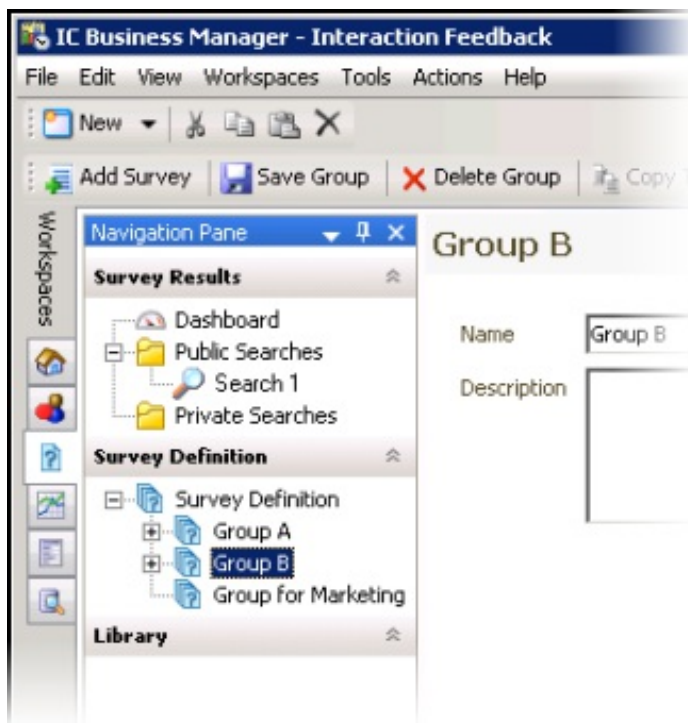 IC Business Manager - Interaction Feedback
File Edit View Workspaces Tools Actions Help
New
Add Survey Save Group Delete Group Copy
Workspaces
Navigation Pane
Survey Results
Dashboard
Public Searches
Search 1
Private Searches
Survey Definition
Survey Definition
Group A
Group B
Group for Marketing
Library
Group B
Name Group B
Description